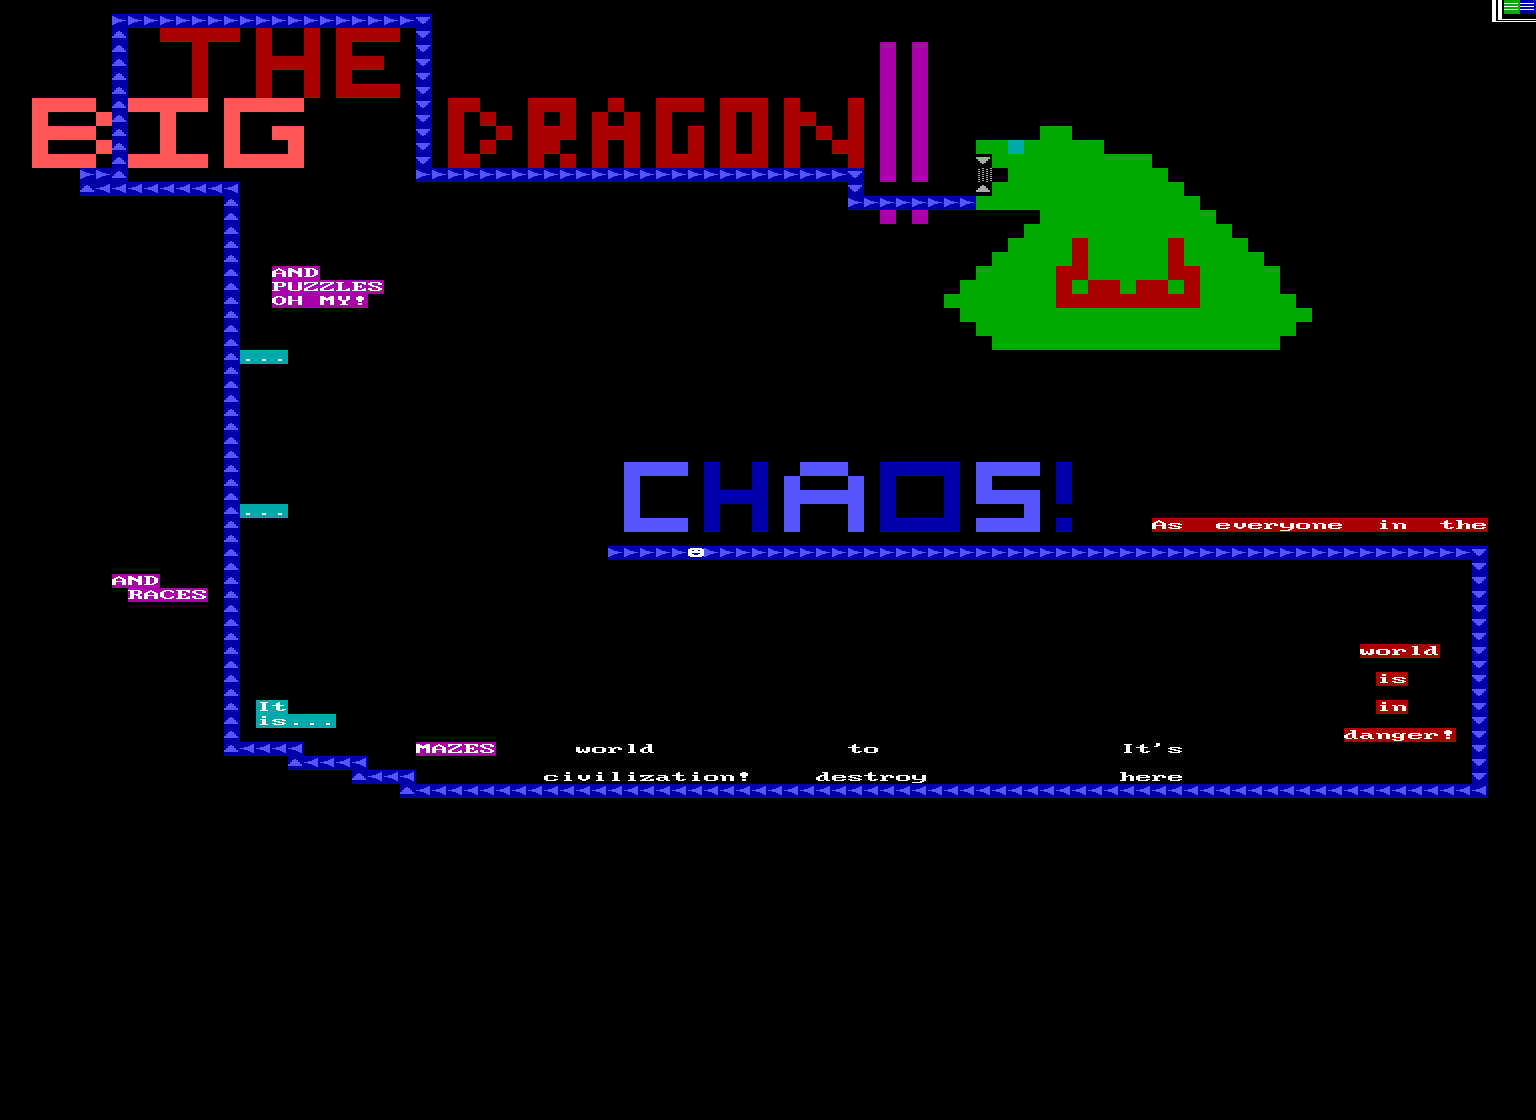 THE
BIG DRAGON II
AND
PUZZLES
OH MY!
...
CHAOS!
...
As everyone in the
AND
RACES
world
is
in
danger!
It
is...
MAZES
world to It's
civilization! destroy here